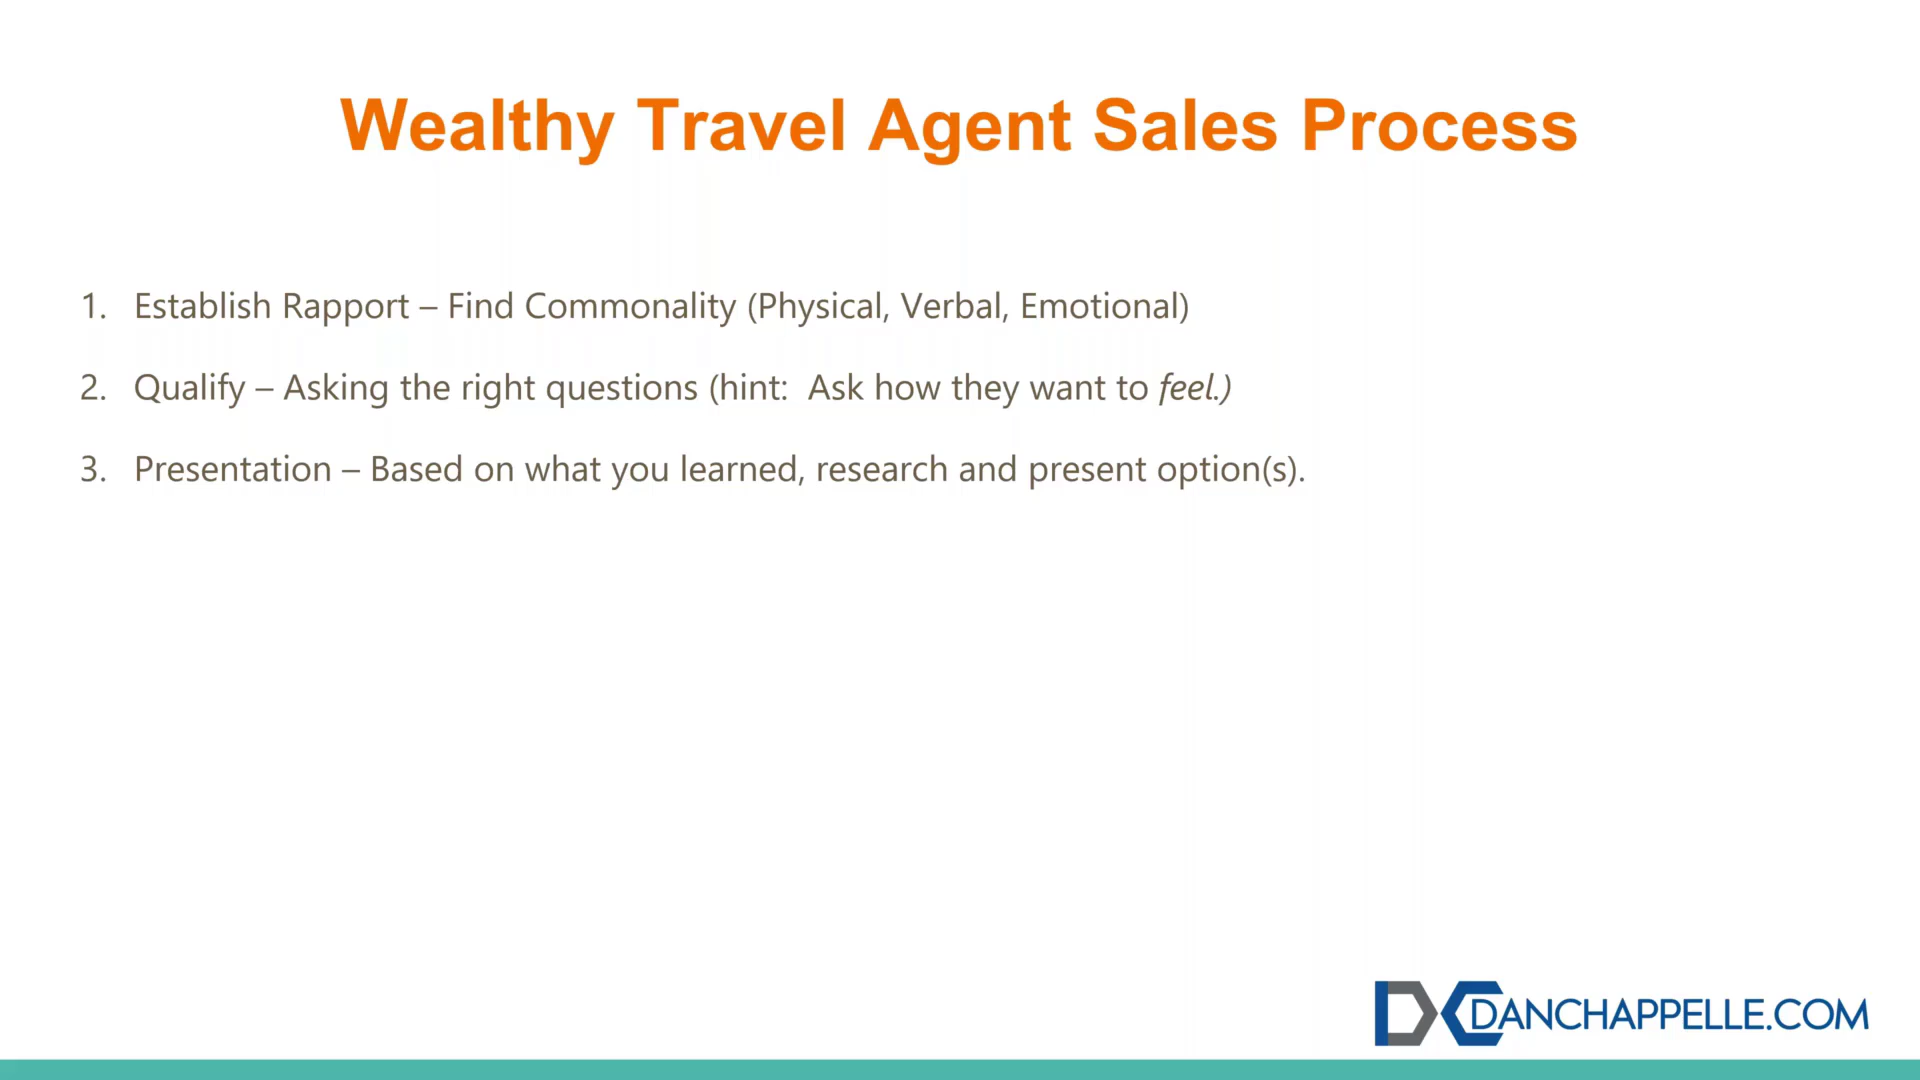 Wealthy Travel Agent Sales Process
1. Establish Rapport – Find Commonality (Physical, Verbal, Emotional)
2. Qualify – Asking the right questions (hint:  Ask how they want to feel.)
3. Presentation – Based on what you learned, research and present option(s).
DC DANCHAPPELLE.COM